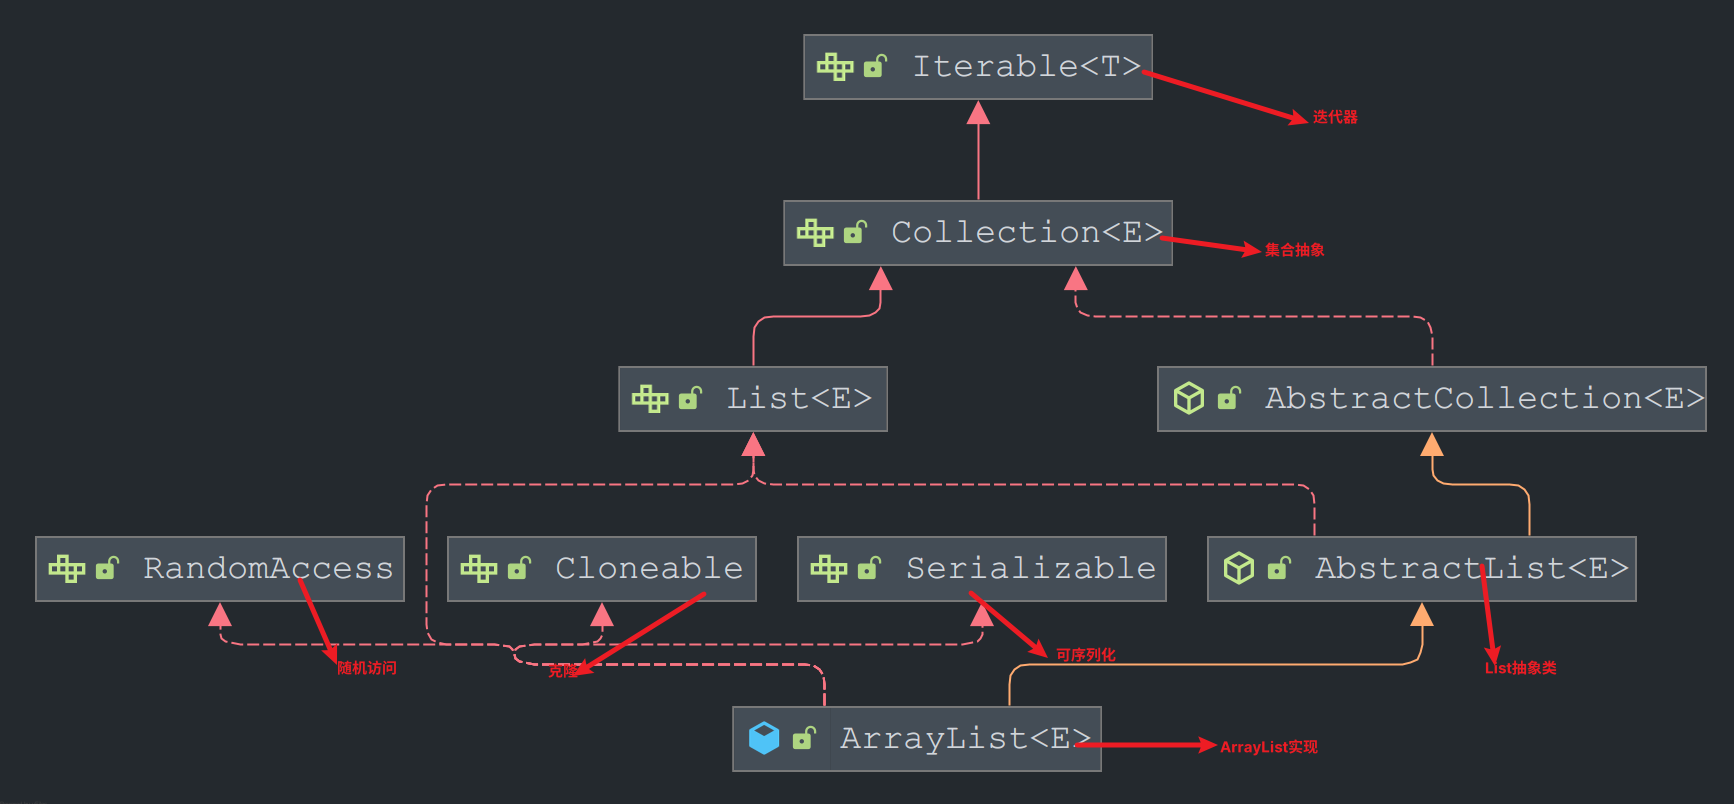 Iterable<T>
迭代器
Collection<E>
集合抽象
List<E>
AbstractCollection<E>
RandomAccess
Cloneable
Serializable
AbstractList<E>
随机访问
克隆
可序列化
List抽象类
ArrayList<E>
ArrayList实现